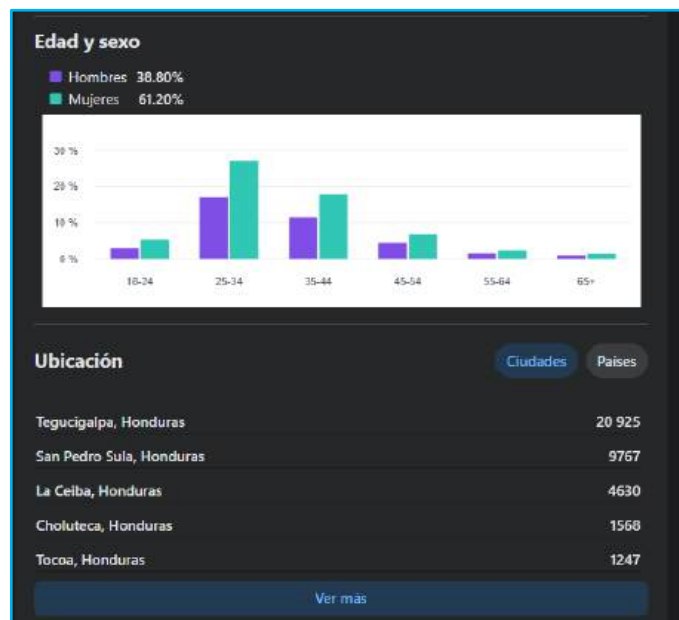 Edad y sexo
Hombres 38.80%
Mujeres 61.20%
30 %
20 %
10 %
0 %
18-24 25-34 35-44 45-54 55-64 65+
Ubicación Ciudades Países
Tegucigalpa, Honduras 20 925
San Pedro Sula, Honduras 9767
La Ceiba, Honduras 4630
Choluteca, Honduras 1568
Tocoa, Honduras 1247
Ver más